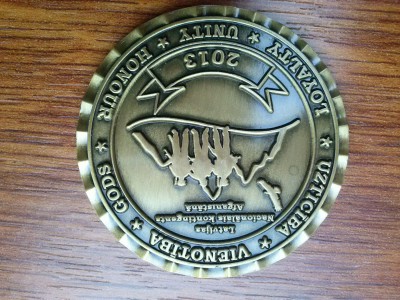 UZTICĪBA ★ VIENOTĪBA ★ GODS
Latvijas
Nacionālais kontingents
Afganistānā
2013
LOYALTY ★ UNITY ★ HONOUR